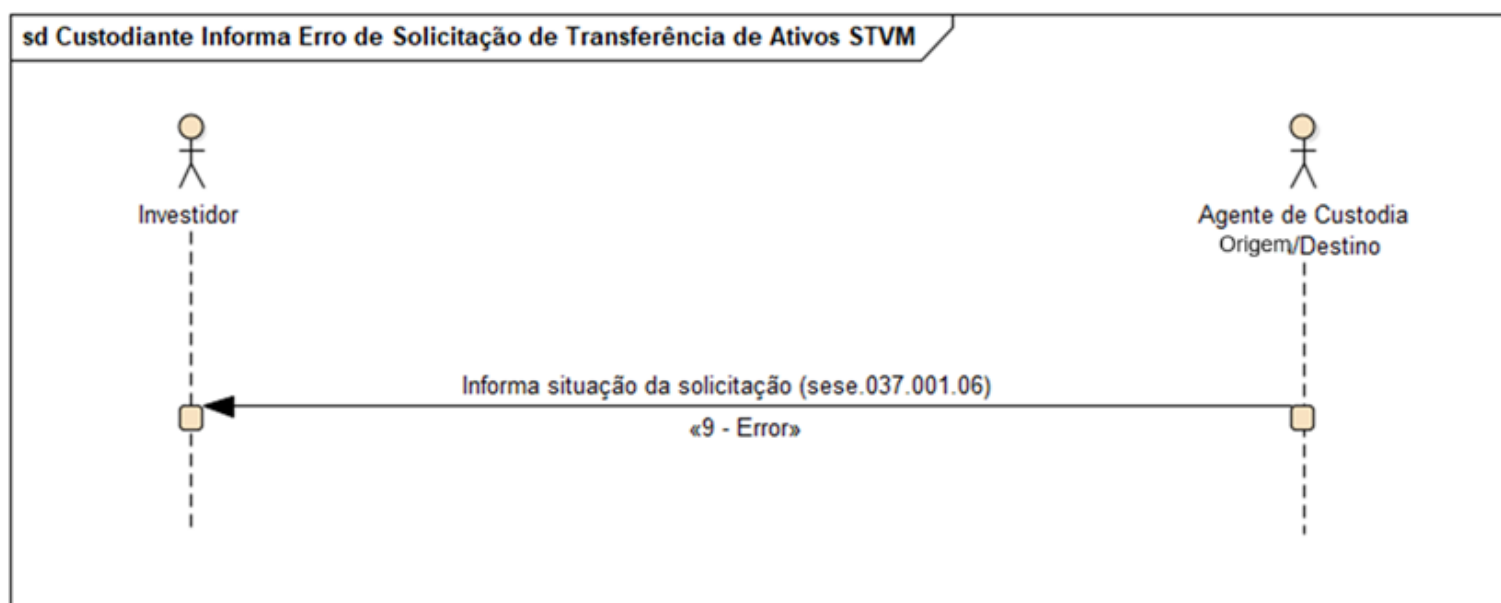 sd Custodiante Informa Erro de Solicitação de Transferência de Ativos STVM
Investidor
Agente de Custodia
Origem/Destino
Informa situação da solicitação (sese.037.001.06)
«9 - Error»